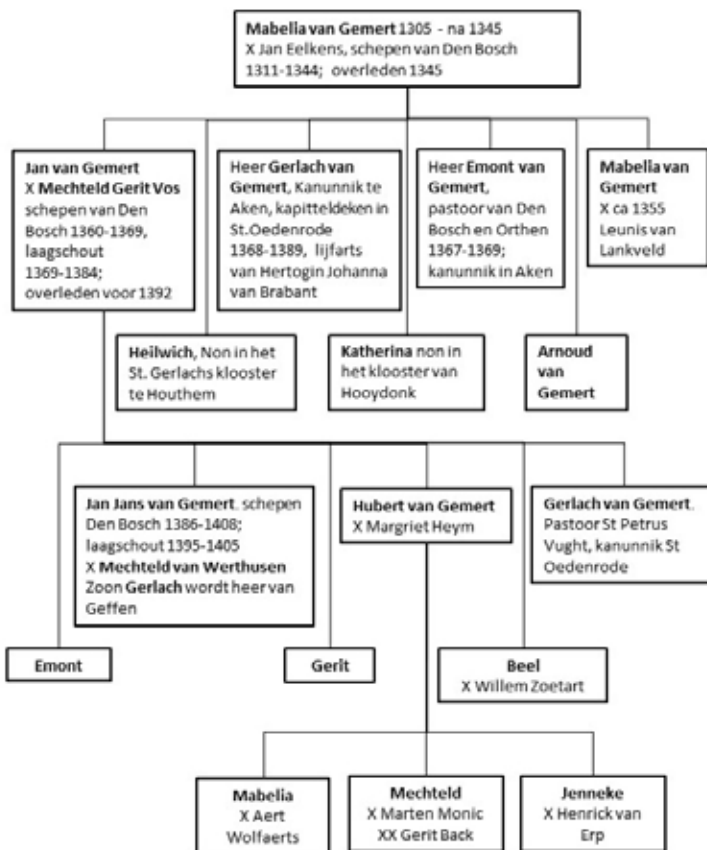 Mabelia van Gemert 1305 - na 1345
X Jan Eelkens, schepen van Den Bosch
1311-1344; overleden 1345
Jan van Gemert
X Mechteld Gerit Vos
schepen van Den
Bosch 1360-1369,
laagschout
1369-1384;
overleden voor 1392
Heer Gerlach van
Gemert, Kanunnik te
Aken, kapitteldeken in
St.Oedenrode
1368-1389, lijfarts
van Hertogin Johanna
van Brabant
Heer Emont van
Gemert,
pastoor van Den
Bosch en Orthen
1367-1369;
kanunnik in Aken
Mabelia van
Gemert
X ca 1355
Leunis van
Lankveld
Heilwich, Non in het
St. Gerlachs klooster
te Houthem
Katherina non in
het klooster van
Hooydonk
Arnoud
van
Gemert
Jan Jans van Gemert. schepen
Den Bosch 1386-1408;
laagschout 1395-1405
X Mechteld van Werthusen
Zoon Gerlach wordt heer van
Geffen
Hubert van Gemert
X Margriet Heym
Gerlach van Gemert.
Pastoor St Petrus
Vught, kanunnik St
Oedenrode
Emont
Gerit
Beel
X Willem Zoetart
Mabelia
X Aert
Wolfaerts
Mechteld
X Marten Monic
XX Gerit Back
Jenneke
X Henrick van
Erp